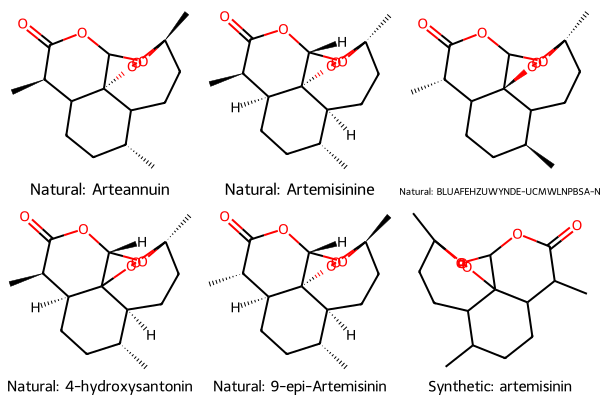 O O O O O
O O O H O O
H H
O O O O O
Natural: Arteannuin
Natural: Artemisinine
Natural: BLUAFEHZUWYNDE-UCMWLNPBSA-N
O O O H O O
H H
O O O H O O
H H
O O O O O
Natural: 4-hydroxysantonin
Natural: 9-epi-Artemisinin
Synthetic: artemisinin